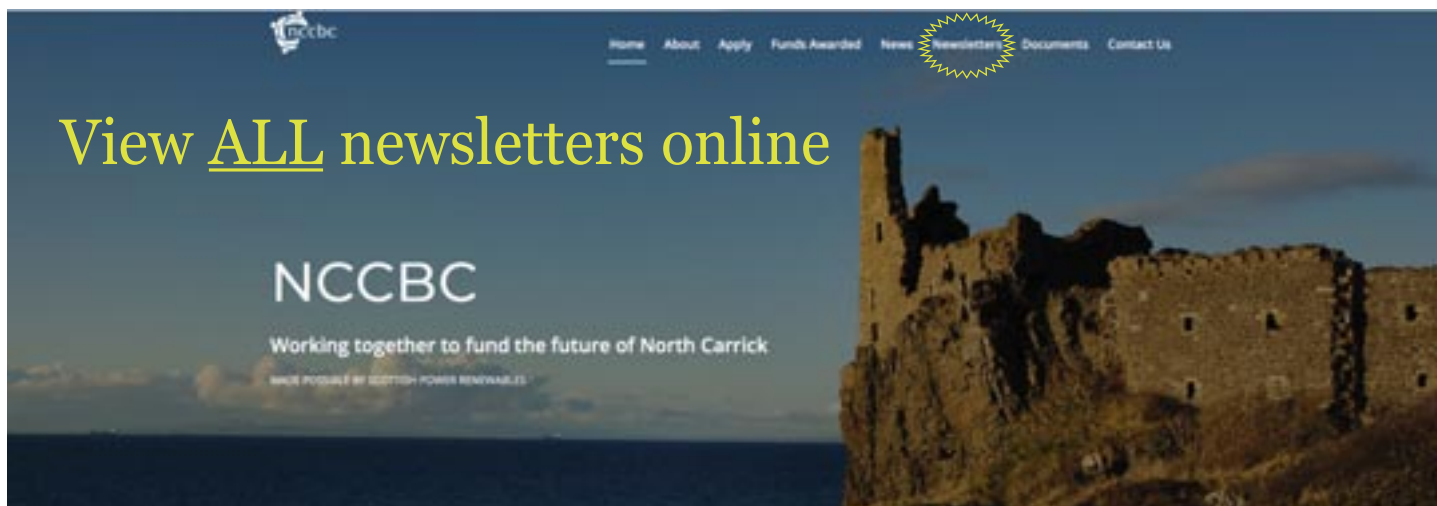 nccbc
Home About Apply Funds Awarded News Newsletters Documents Contact Us
View ALL newsletters online
NCCBC
Working together to fund the future of North Carrick
MADE POSSIBLE BY SCOTTISH POWER RENEWABLES